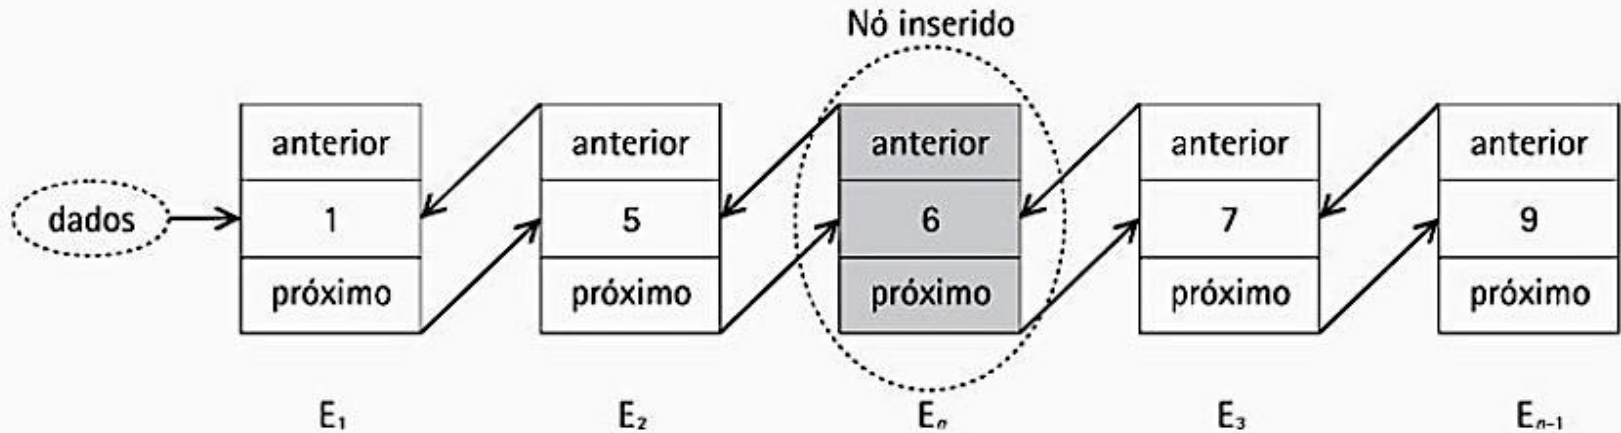 Nó inserido
anterior anterior anterior anterior anterior
dados 1 5 6 7 9
próximo próximo próximo próximo próximo
E₁ E₂ Eₙ E₃ Eₙ₋₁